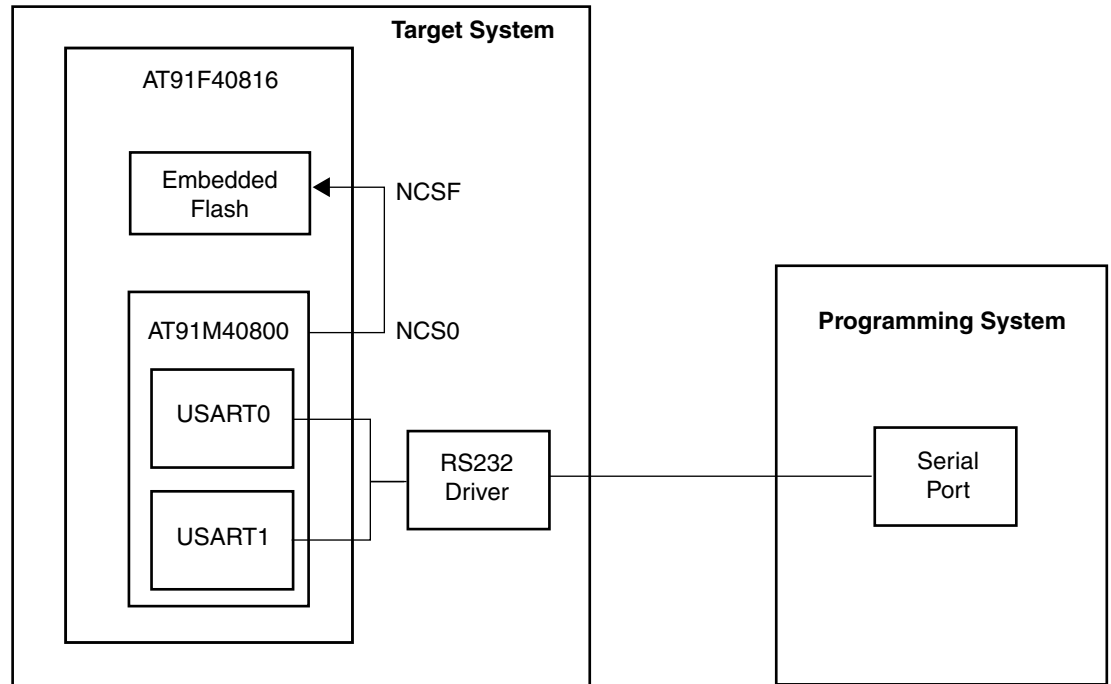 Target System
AT91F40816
Embedded
Flash
NCSF
AT91M40800
NCS0
USART0
USART1
RS232
Driver
Programming System
Serial
Port